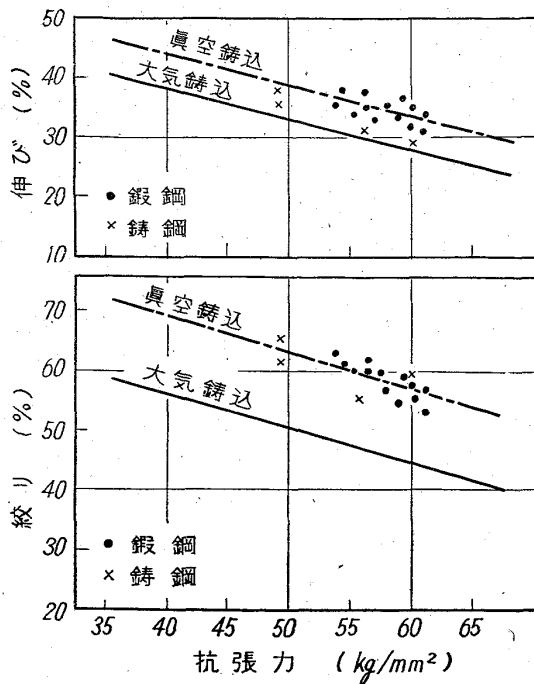 50
40
30
20
10
伸び (%)
眞空鋳込
大気鋳込
● 鍛鋼
× 鋳鋼
70
60
50
40
30
20
絞リ (%)
眞空鋳込
大気鋳込
● 鍛鋼
× 鋳鋼
35 40 45 50 55 60 65
抗張力 (kg/mm²)